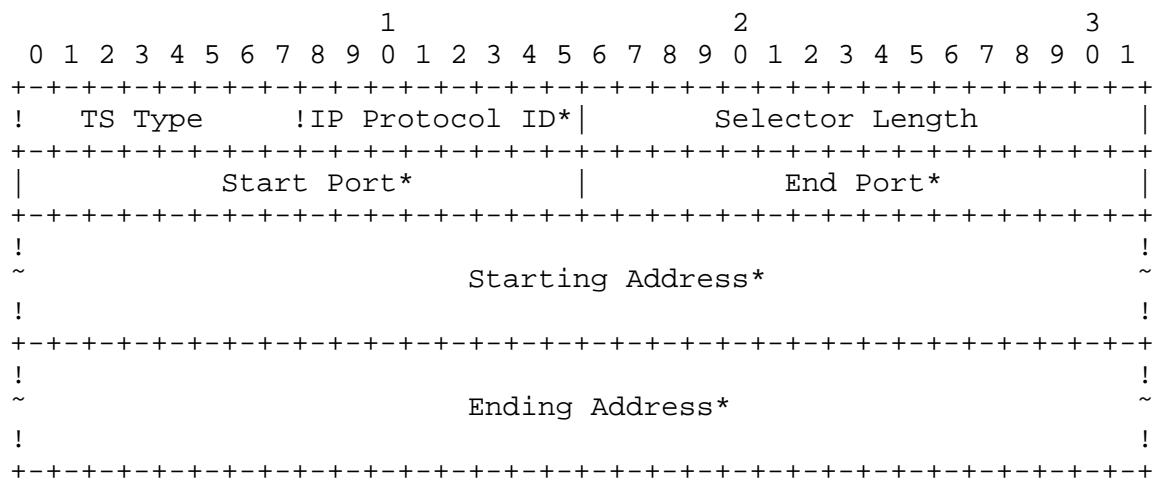 1                   2                   3
 0 1 2 3 4 5 6 7 8 9 0 1 2 3 4 5 6 7 8 9 0 1 2 3 4 5 6 7 8 9 0 1
+-+-+-+-+-+-+-+-+-+-+-+-+-+-+-+-+-+-+-+-+-+-+-+-+-+-+-+-+-+-+-+-+
!   TS Type     !IP Protocol ID*|       Selector Length         |
+-+-+-+-+-+-+-+-+-+-+-+-+-+-+-+-+-+-+-+-+-+-+-+-+-+-+-+-+-+-+-+-+
|           Start Port*         |           End Port*           |
+-+-+-+-+-+-+-+-+-+-+-+-+-+-+-+-+-+-+-+-+-+-+-+-+-+-+-+-+-+-+-+-+
!                                                               !
~                         Starting Address*                     ~
!                                                               !
+-+-+-+-+-+-+-+-+-+-+-+-+-+-+-+-+-+-+-+-+-+-+-+-+-+-+-+-+-+-+-+-+
!                                                               !
~                         Ending Address*                       ~
!                                                               !
+-+-+-+-+-+-+-+-+-+-+-+-+-+-+-+-+-+-+-+-+-+-+-+-+-+-+-+-+-+-+-+-+